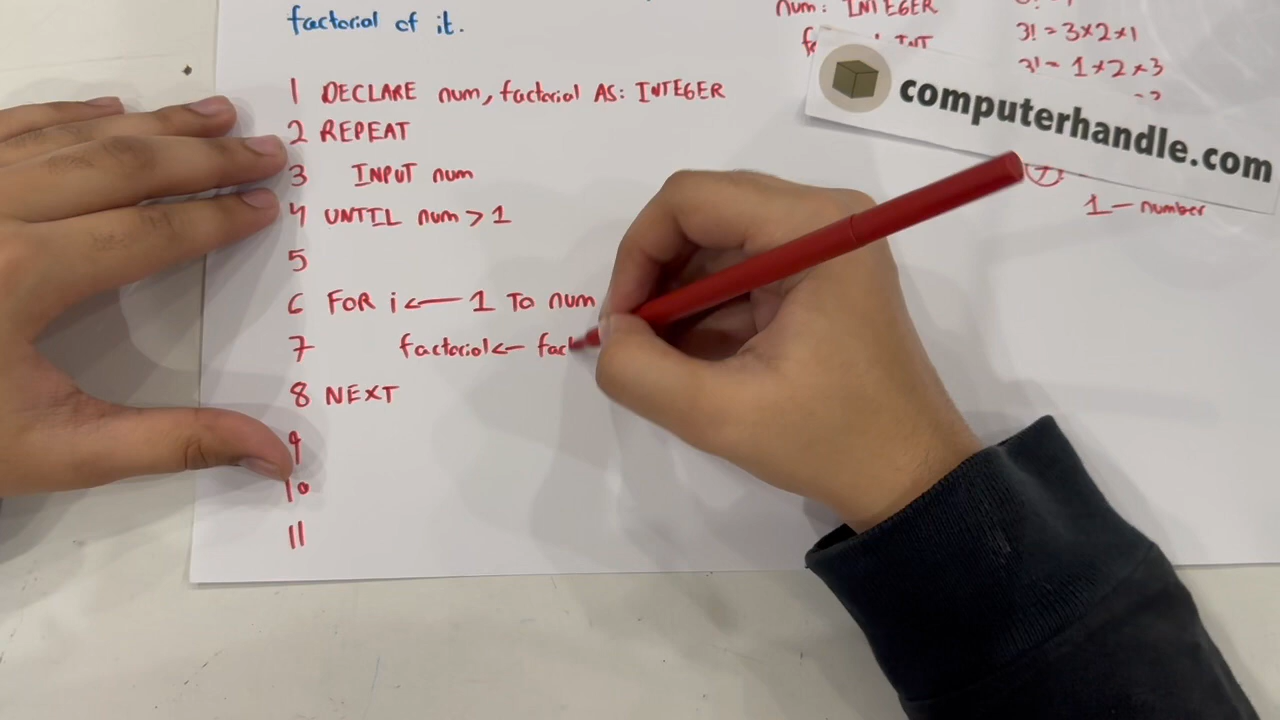 factorial of it.
1 DECLARE num, factorial AS: INTEGER
2 REPEAT
3 INPUT num
4 UNTIL num > 1
5
6 FOR i ← 1 TO num
7 factorial ← fact
8 NEXT
9
10
11
num: INTEGER
INT
3! = 3×2×1
3! = 1×2×3
computerhandle.com
1 — number